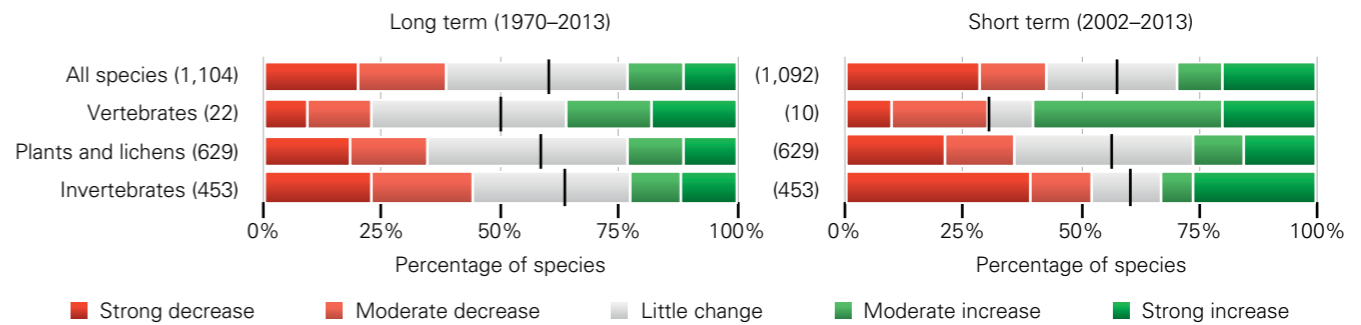 Long term (1970–2013)
Short term (2002–2013)
All species (1,104)
(1,092)
Vertebrates (22)
(10)
Plants and lichens (629)
(629)
Invertebrates (453)
(453)
0% 25% 50% 75% 100%
0% 25% 50% 75% 100%
Percentage of species
Percentage of species
Strong decrease Moderate decrease Little change Moderate increase Strong increase